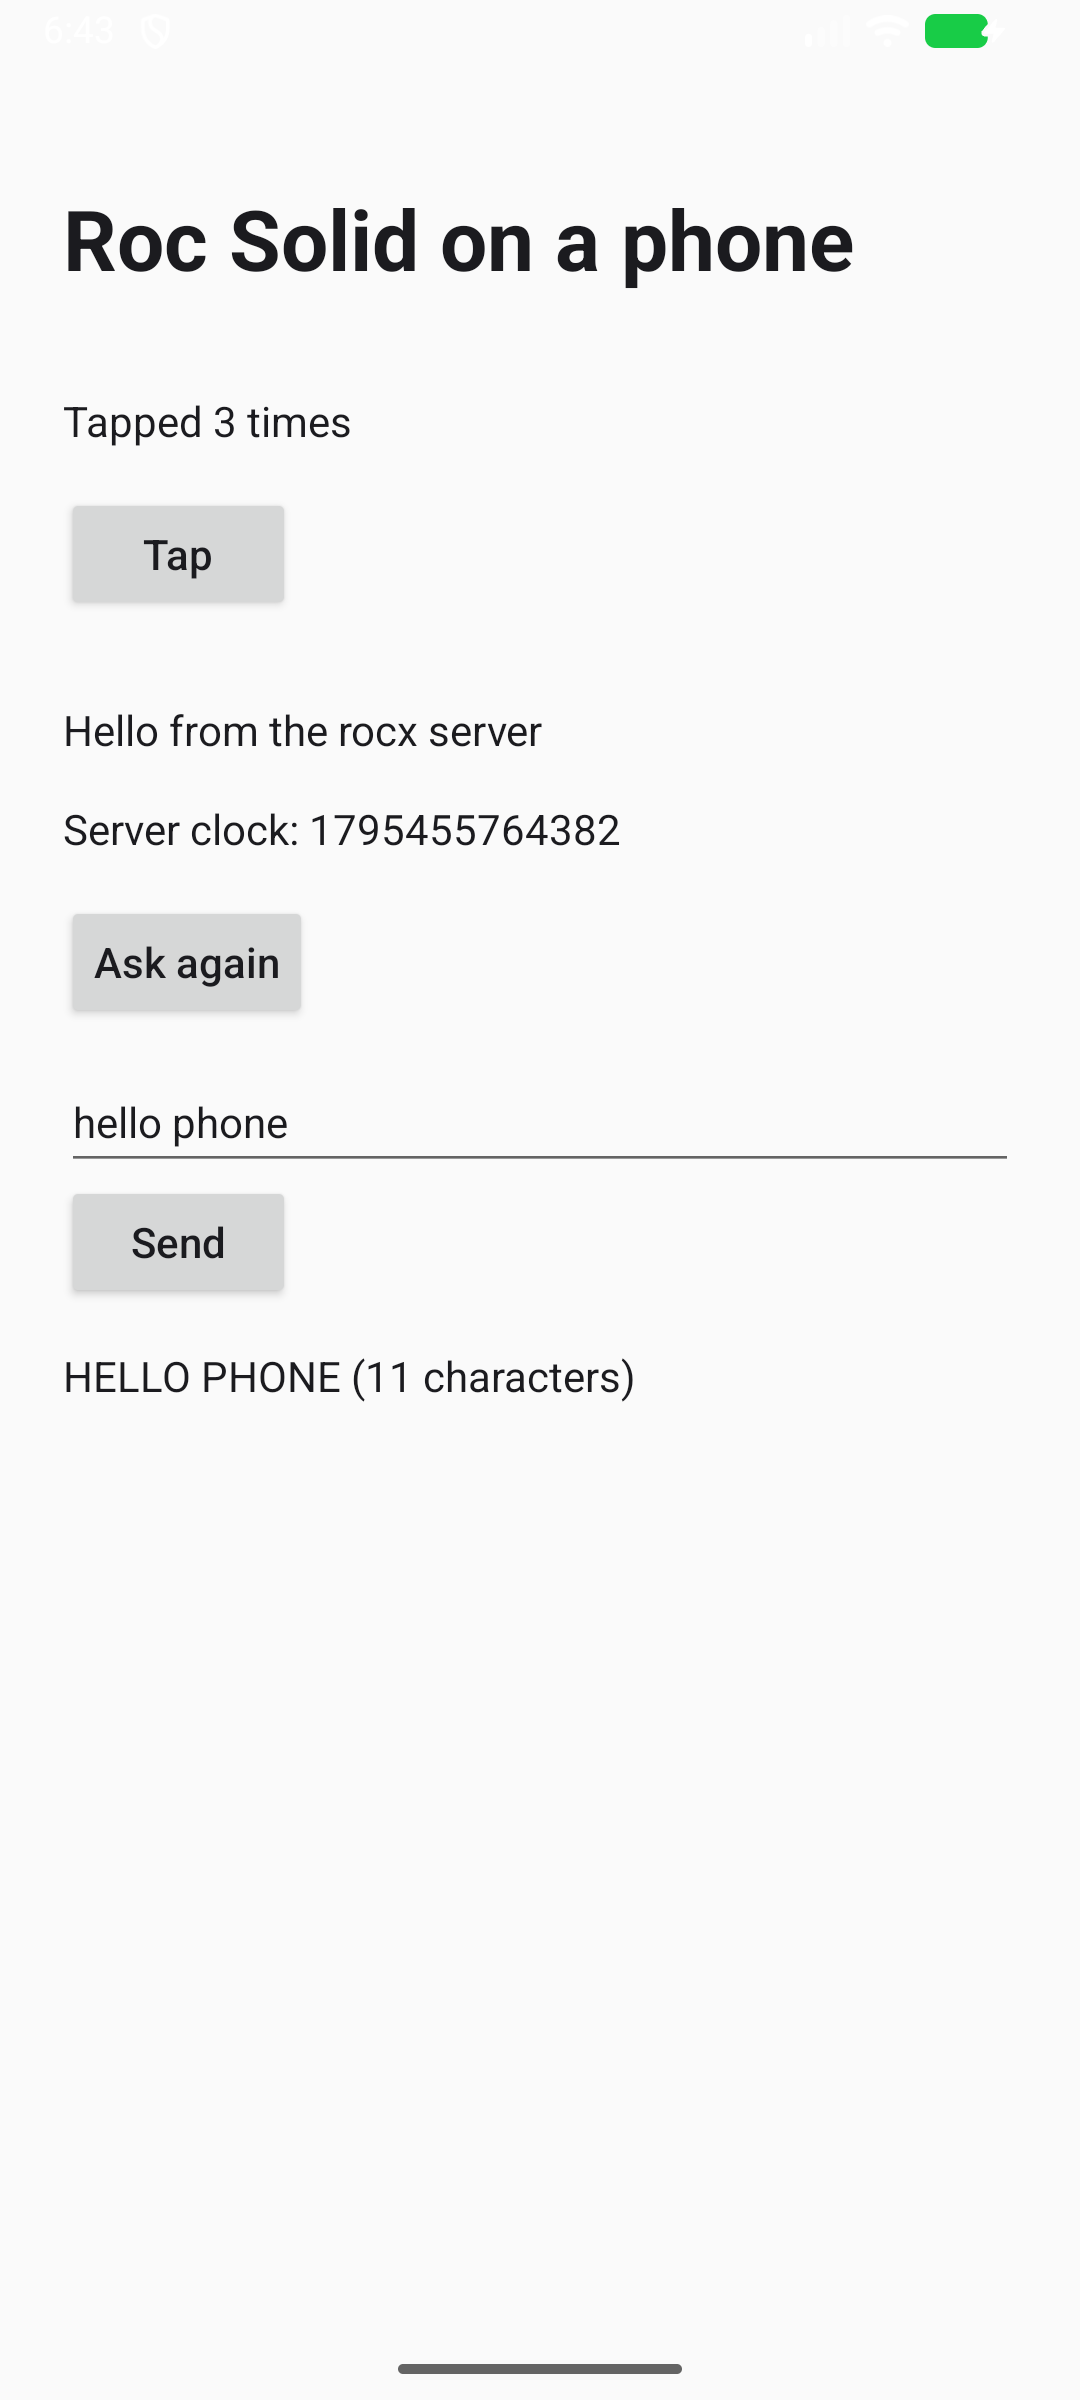 6:43
Roc Solid on a phone
Tapped 3 times
Tap
Hello from the rocx server
Server clock: 1795455764382
Ask again
hello phone
Send
HELLO PHONE (11 characters)